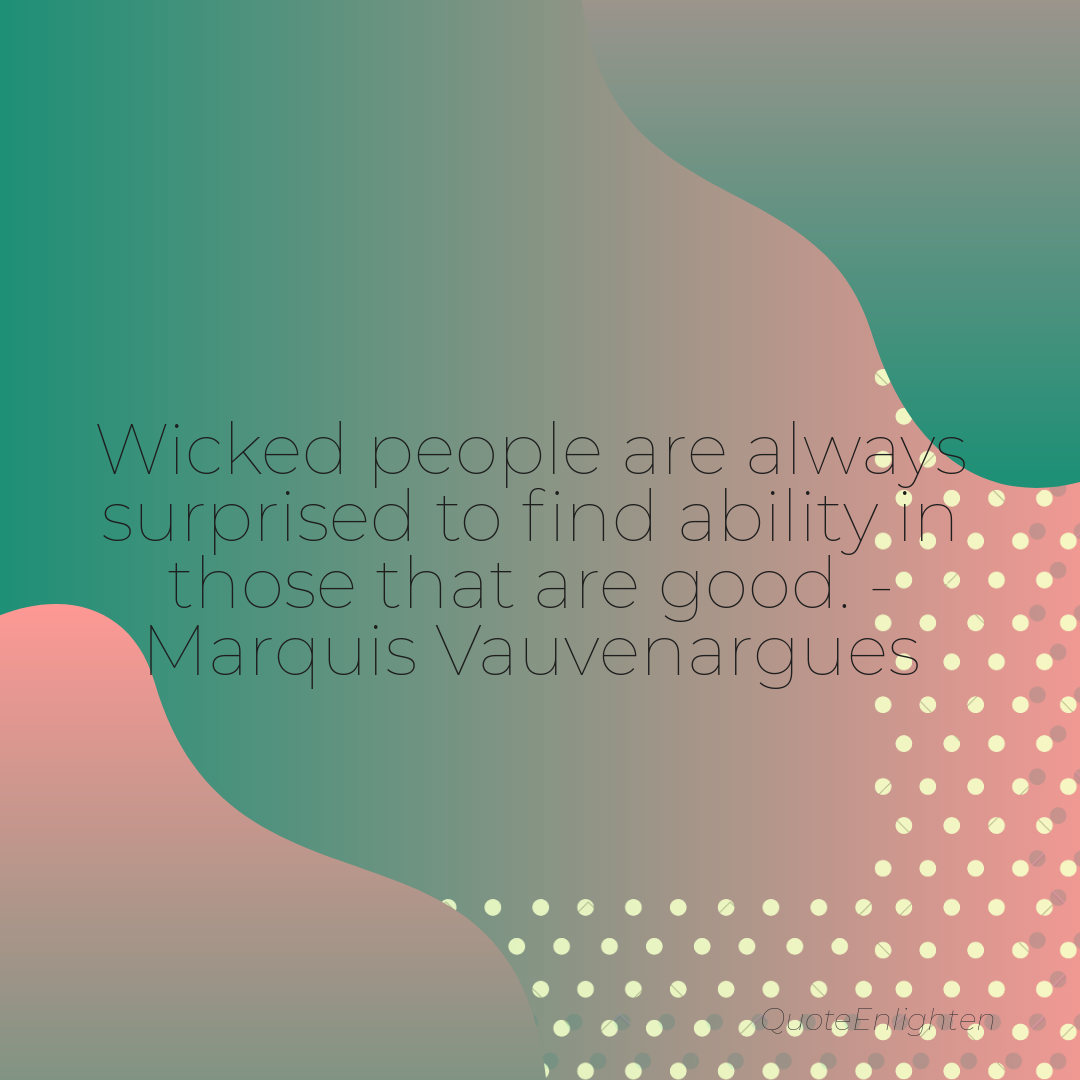 Wicked people are always
surprised to find ability in
those that are good. -
Marquis Vauvenargues
QuoteEnlighten